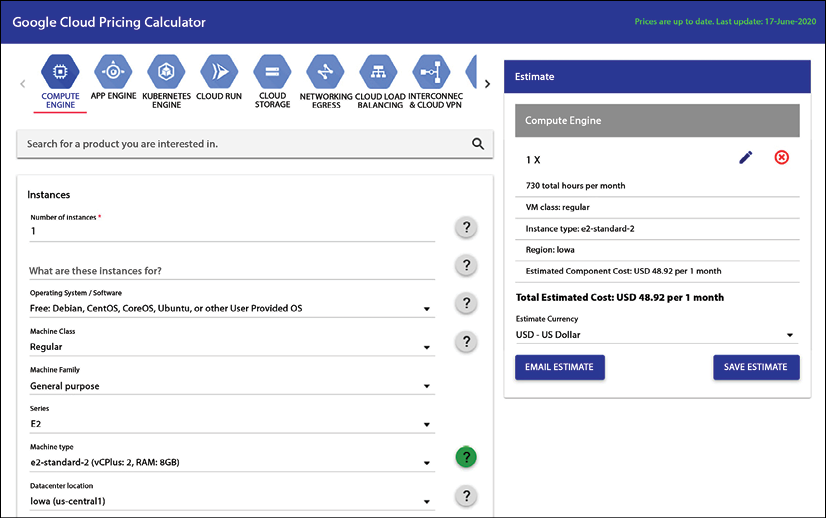 Google Cloud Pricing Calculator
Prices are up to date. Last update: 17-June-2020
COMPUTE ENGINE
APP ENGINE
KUBERNETES ENGINE
CLOUD RUN
CLOUD STORAGE
NETWORKING EGRESS
CLOUD LOAD BALANCING
INTERCONNEC & CLOUD VPN
Search for a product you are interested in.
Instances
Number of instances *
1
?
What are these instances for?
?
Operating System / Software
Free: Debian, CentOS, CoreOS, Ubuntu, or other User Provided OS
?
Machine Class
Regular
?
Machine Family
General purpose
Series
E2
Machine type
e2-standard-2 (vCPlus: 2, RAM: 8GB)
?
Datacenter location
Iowa (us-central1)
?
Estimate
Compute Engine
1 X
730 total hours per month
VM class: regular
Instance type: e2-standard-2
Region: Iowa
Estimated Component Cost: USD 48.92 per 1 month
Total Estimated Cost: USD 48.92 per 1 month
Estimate Currency
USD - US Dollar
EMAIL ESTIMATE
SAVE ESTIMATE